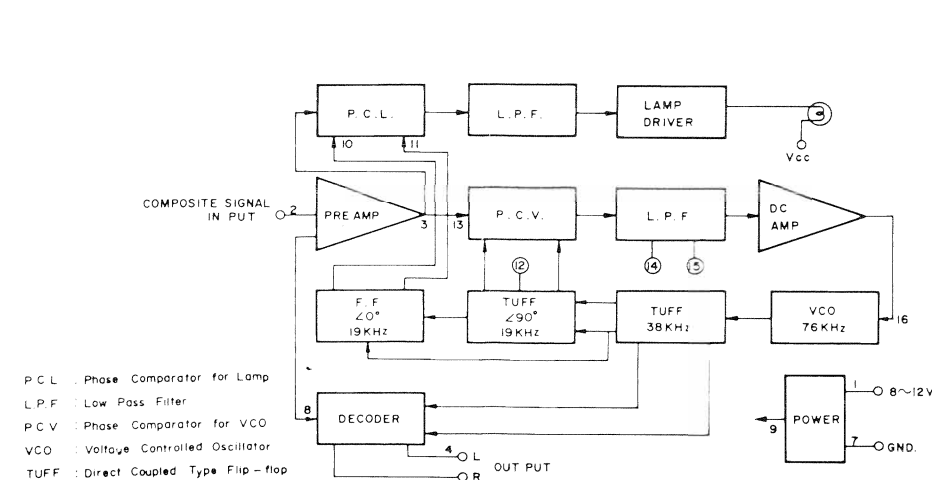 P.C.L.
L.P.F.
LAMP
DRIVER
10
11
Vcc
COMPOSITE SIGNAL
IN PUT
2
PRE AMP
3
13
P.C.V.
L.P.F
DC
AMP
12
14
15
F.F
∠0°
19KHz
TUFF
∠90°
19KHz
TUFF
38KHz
VCO
76KHz
16
PCL : Phase Comparator for Lamp
L.P.F : Low Pass Filter
PCV : Phase Comparator for VCO
VCO : Voltage Controlled Oscillator
TUFF : Direct Coupled Type Flip-flop
8
DECODER
4
L
R
OUT PUT
POWER
1
8~12V
9
7
GND.